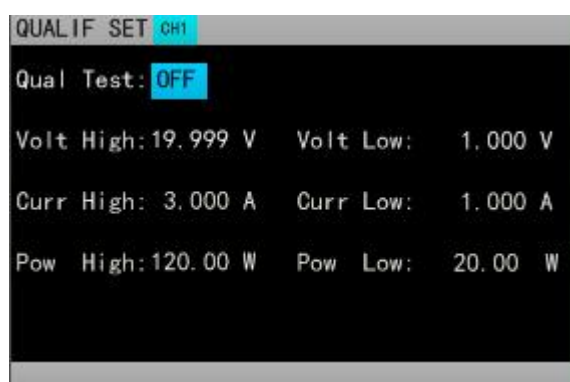 QUALIF SET CH1
Qual Test: OFF
Volt High: 19.999 V Volt Low: 1.000 V
Curr High: 3.000 A Curr Low: 1.000 A
Pow High: 120.00 W Pow Low: 20.00 W